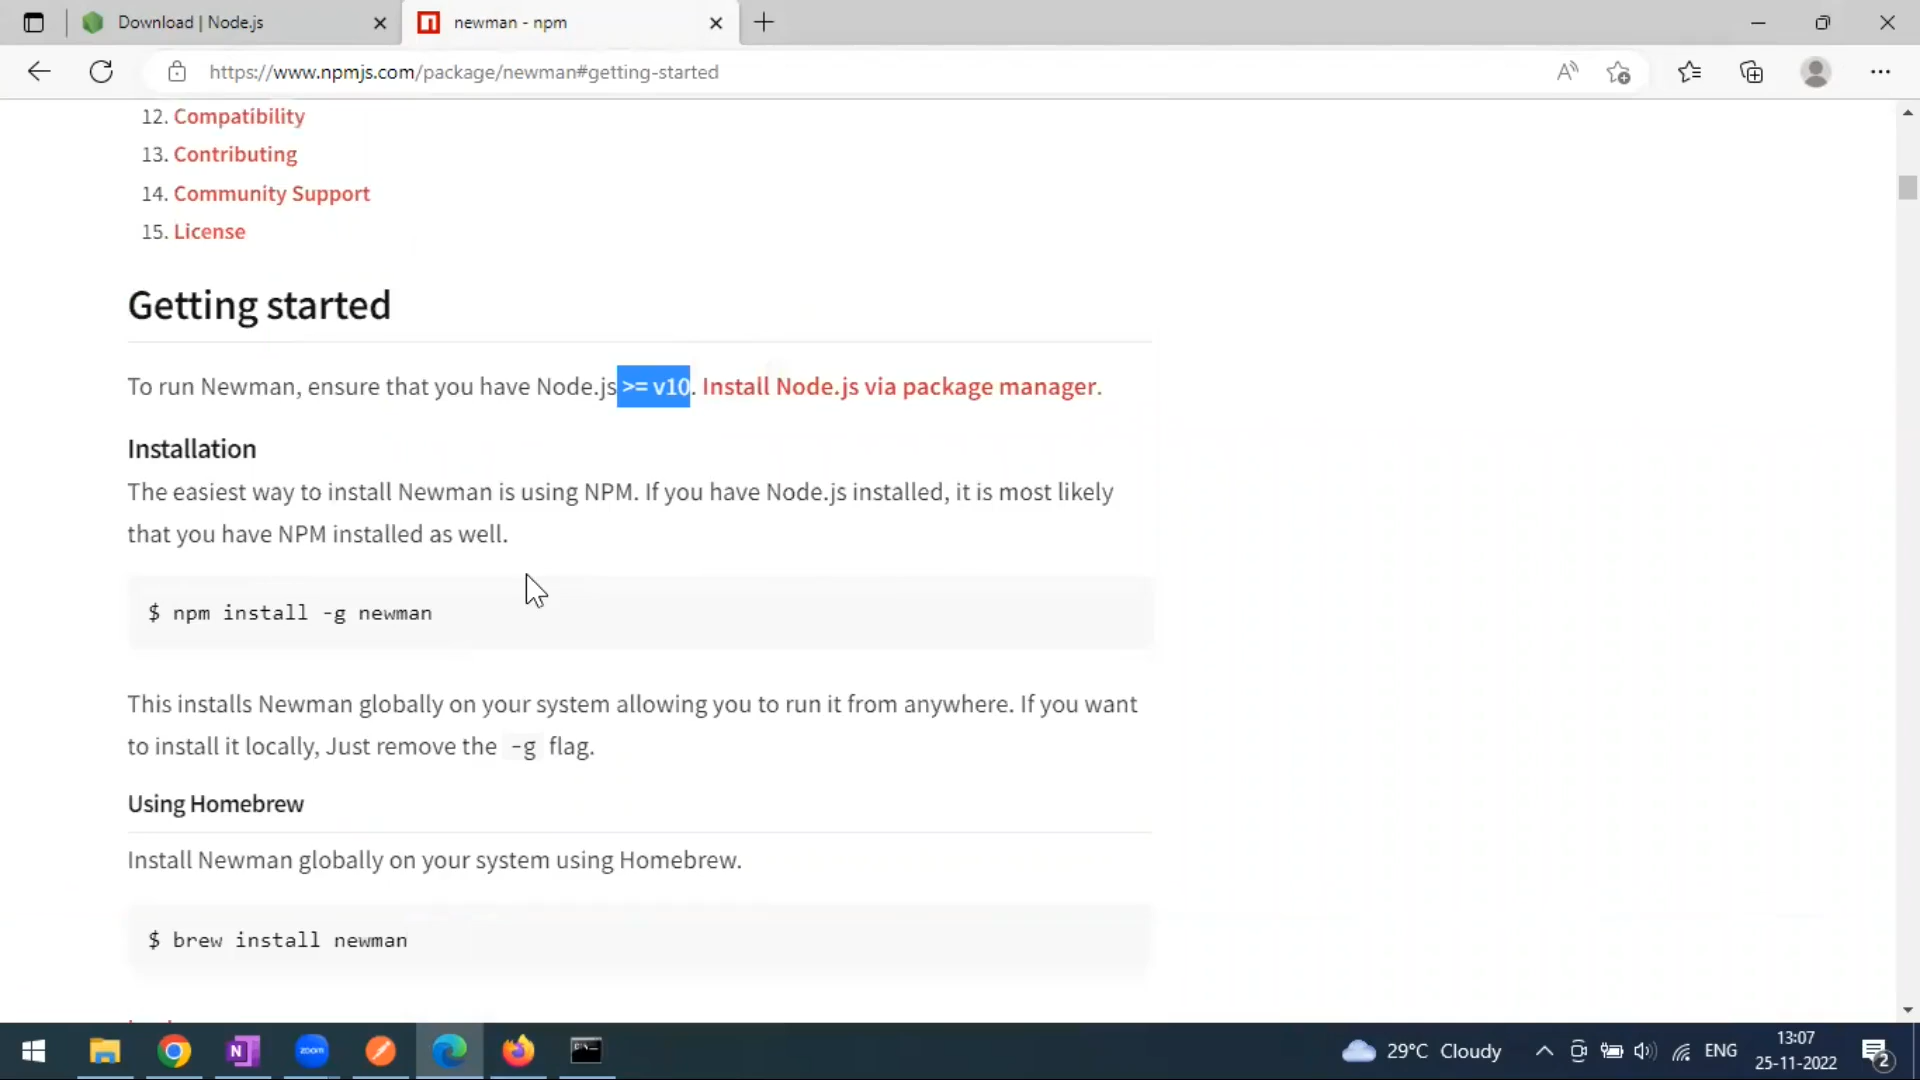 Download | Node.js
newman - npm
https://www.npmjs.com/package/newman#getting-started
12. Compatibility
13. Contributing
14. Community Support
15. License
Getting started
To run Newman, ensure that you have Node.js >= v10. Install Node.js via package manager.
Installation
The easiest way to install Newman is using NPM. If you have Node.js installed, it is most likely
that you have NPM installed as well.
$ npm install -g newman
This installs Newman globally on your system allowing you to run it from anywhere. If you want
to install it locally, Just remove the -g flag.
Using Homebrew
Install Newman globally on your system using Homebrew.
$ brew install newman
N
zoom
29°C Cloudy
ENG
13:07
25-11-2022
2